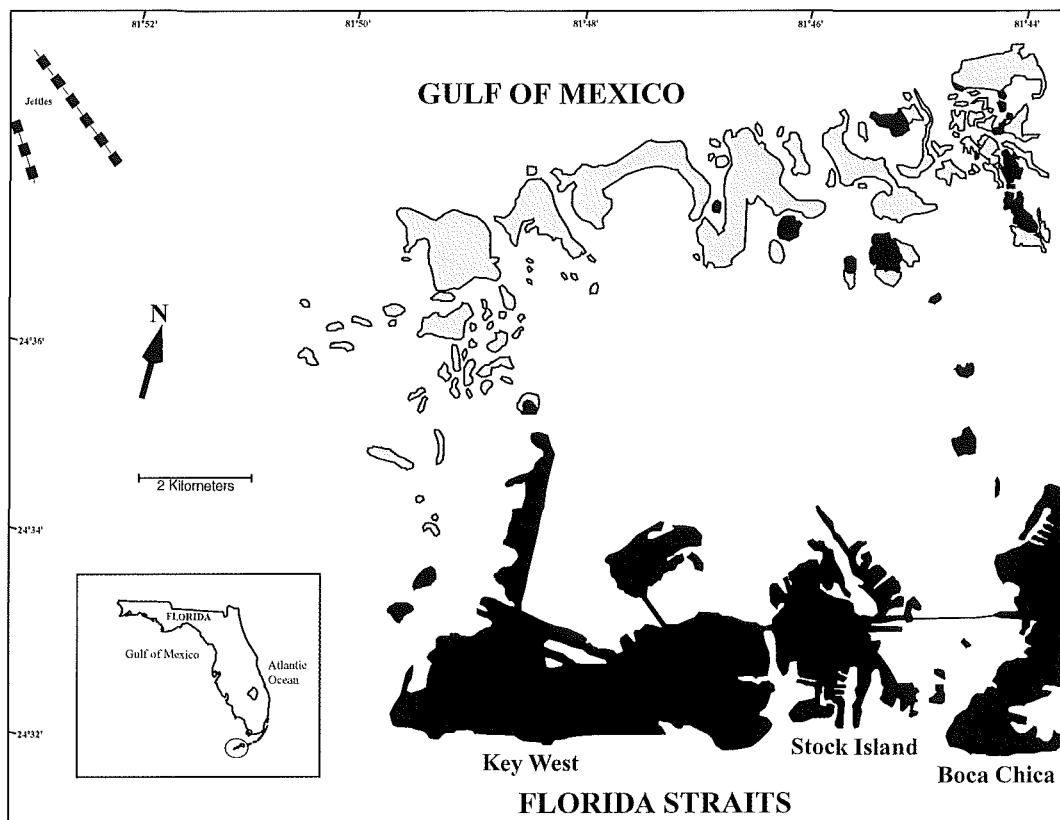 81°52'
81°50'
81°48'
81°46'
81°44'
GULF OF MEXICO
Jetties
N
24°36'
2 Kilometers
24°34'
FLORIDA
Gulf of Mexico
Atlantic
Ocean
24°32'
Key West
Stock Island
Boca Chica
FLORIDA STRAITS